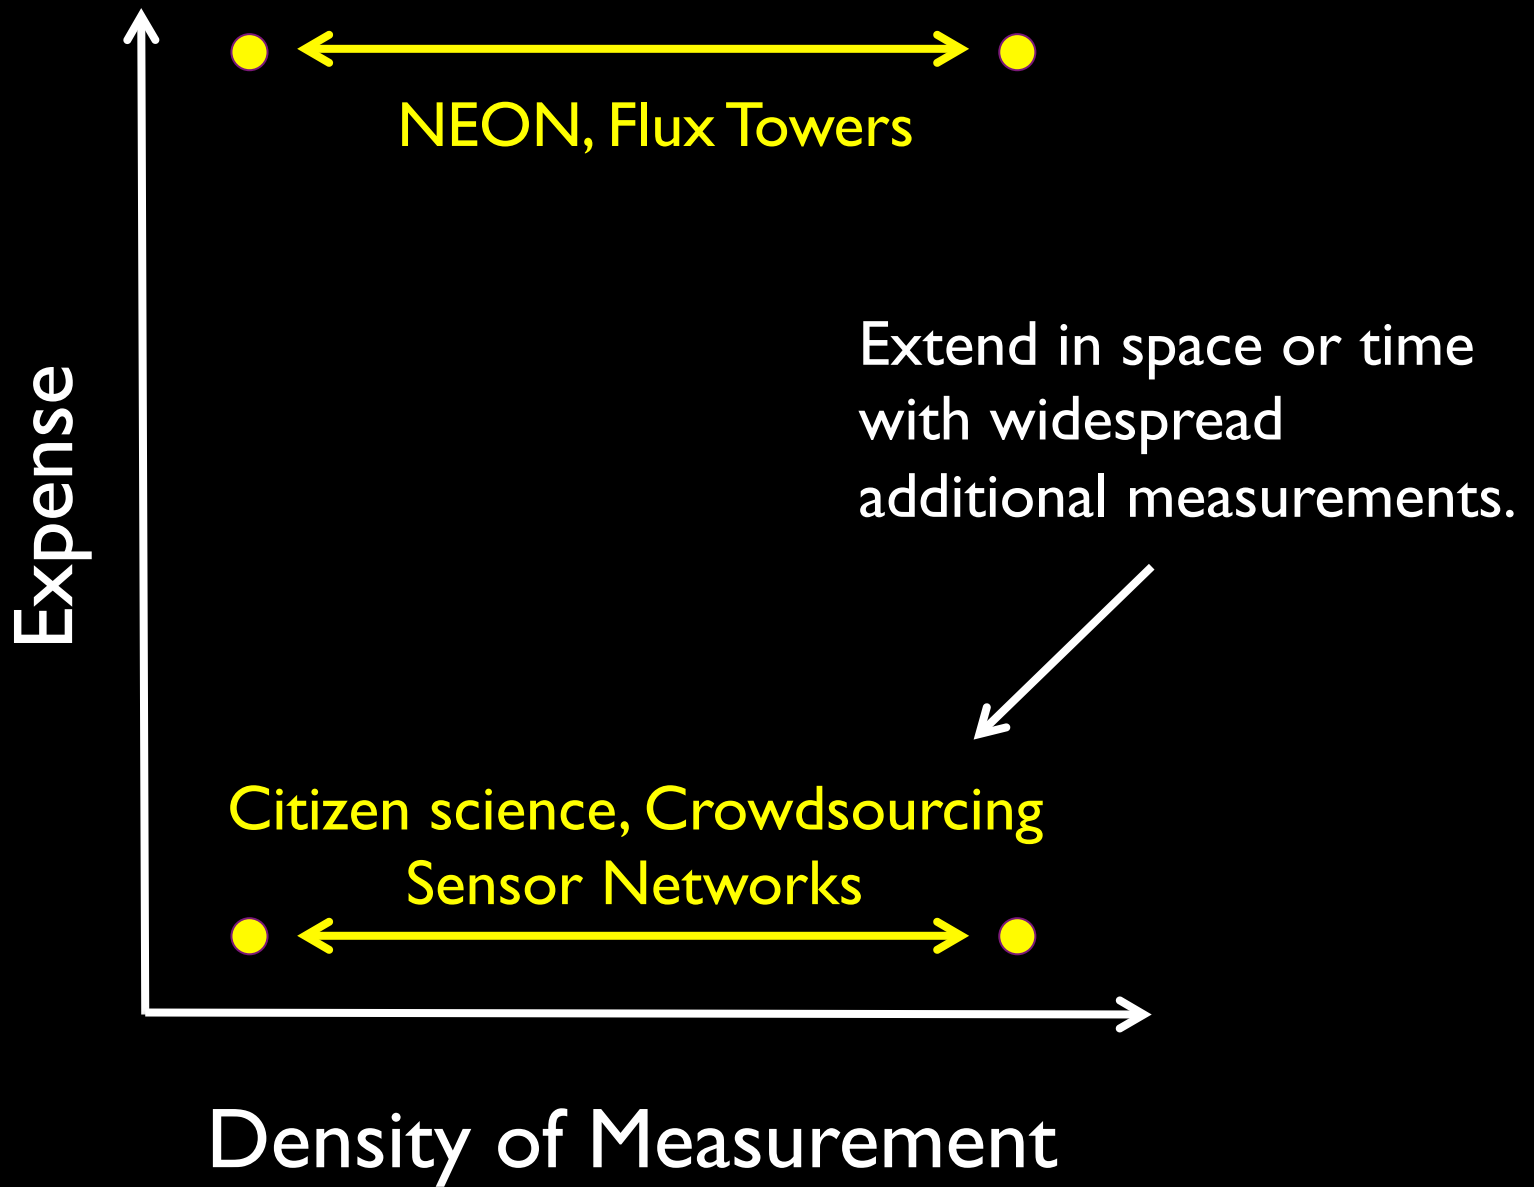 NEON, Flux Towers
Expense
Extend in space or time
with widespread
additional measurements.
Citizen science, Crowdsourcing
Sensor Networks
Density of Measurement